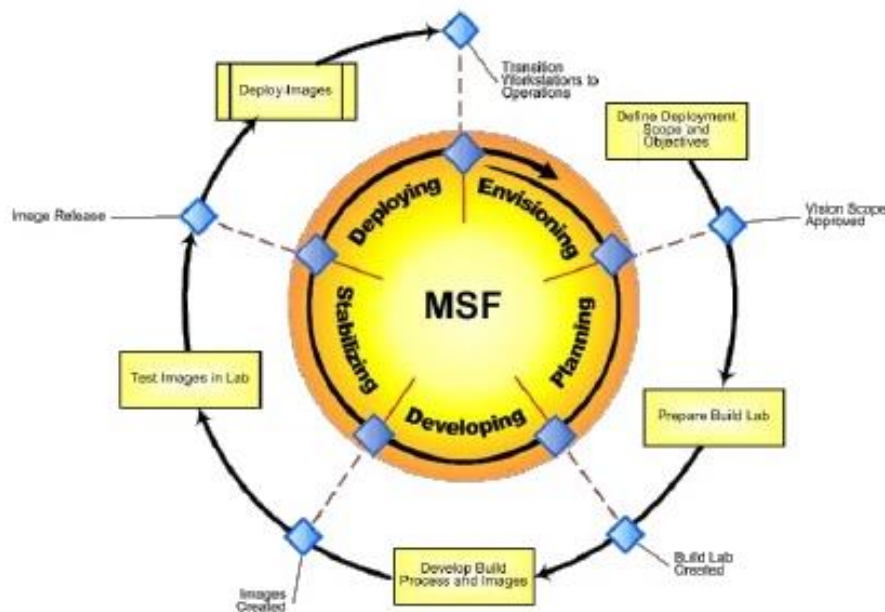 Deploy Images
Transition
Workstations to
Operations
Define Deployment
Scope and
Objectives
Image Release
Deploying
Envisioning
Vision Scope
Approved
MSF
Stabilizing
Planning
Test Images in Lab
Developing
Prepare Build Lab
Develop Build
Process and Images
Build Lab
Created
Images
Created